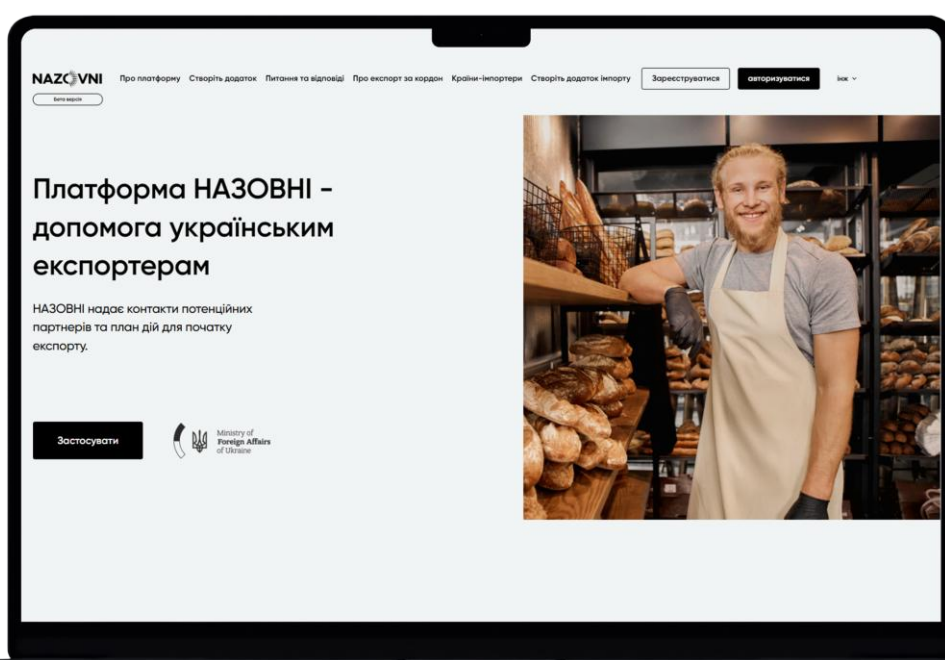 NAZOVNI
Бета версія
Про платформу Створіть додаток Питання та відповіді Про експорт за кордон Країни-імпортери Створіть додаток імпорту Зареєструватися авторизуватися інж
Платформа НАЗОВНІ -
допомога українським
експортерам
НАЗОВНІ надає контакти потенційних
партнерів та план дій для початку
експорту.
Застосувати
Ministry of
Foreign Affairs
of Ukraine